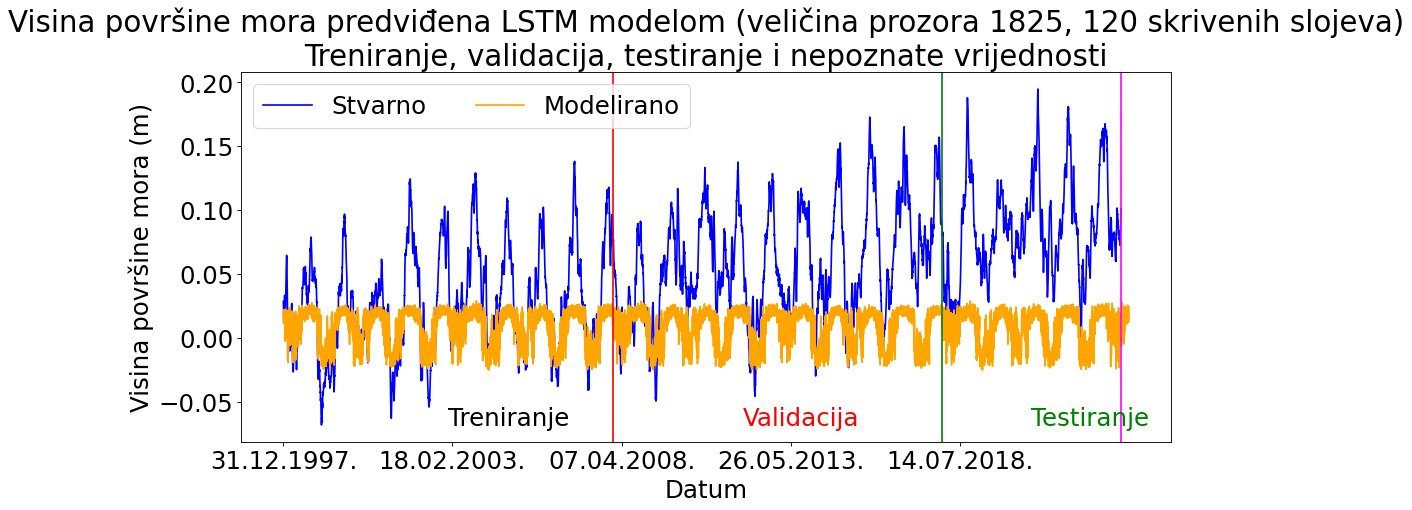 Visina površine mora predviđena LSTM modelom (veličina prozora 1825, 120 skrivenih slojeva)
Treniranje, validacija, testiranje i nepoznate vrijednosti
Stvarno
Modelirano
Visina površine mora (m)
0.20
0.15
0.10
0.05
0.00
−0.05
Treniranje
Validacija
Testiranje
31.12.1997.
18.02.2003.
07.04.2008.
26.05.2013.
14.07.2018.
Datum